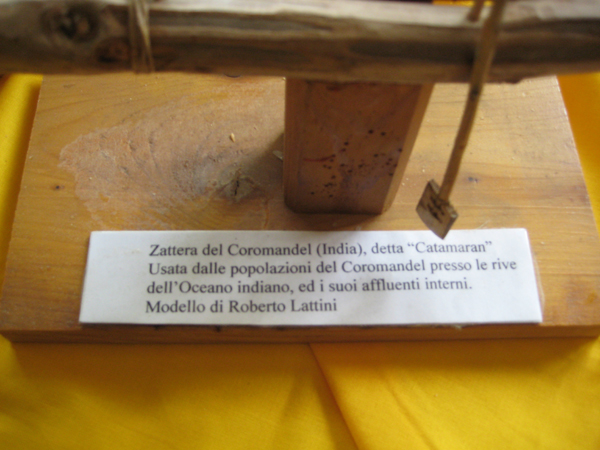 Zattera del Coromandel (India), detta “Catamaran”
Usata dalle popolazioni del Coromandel presso le rive
dell’Oceano indiano, ed i suoi affluenti interni.
Modello di Roberto Lattini